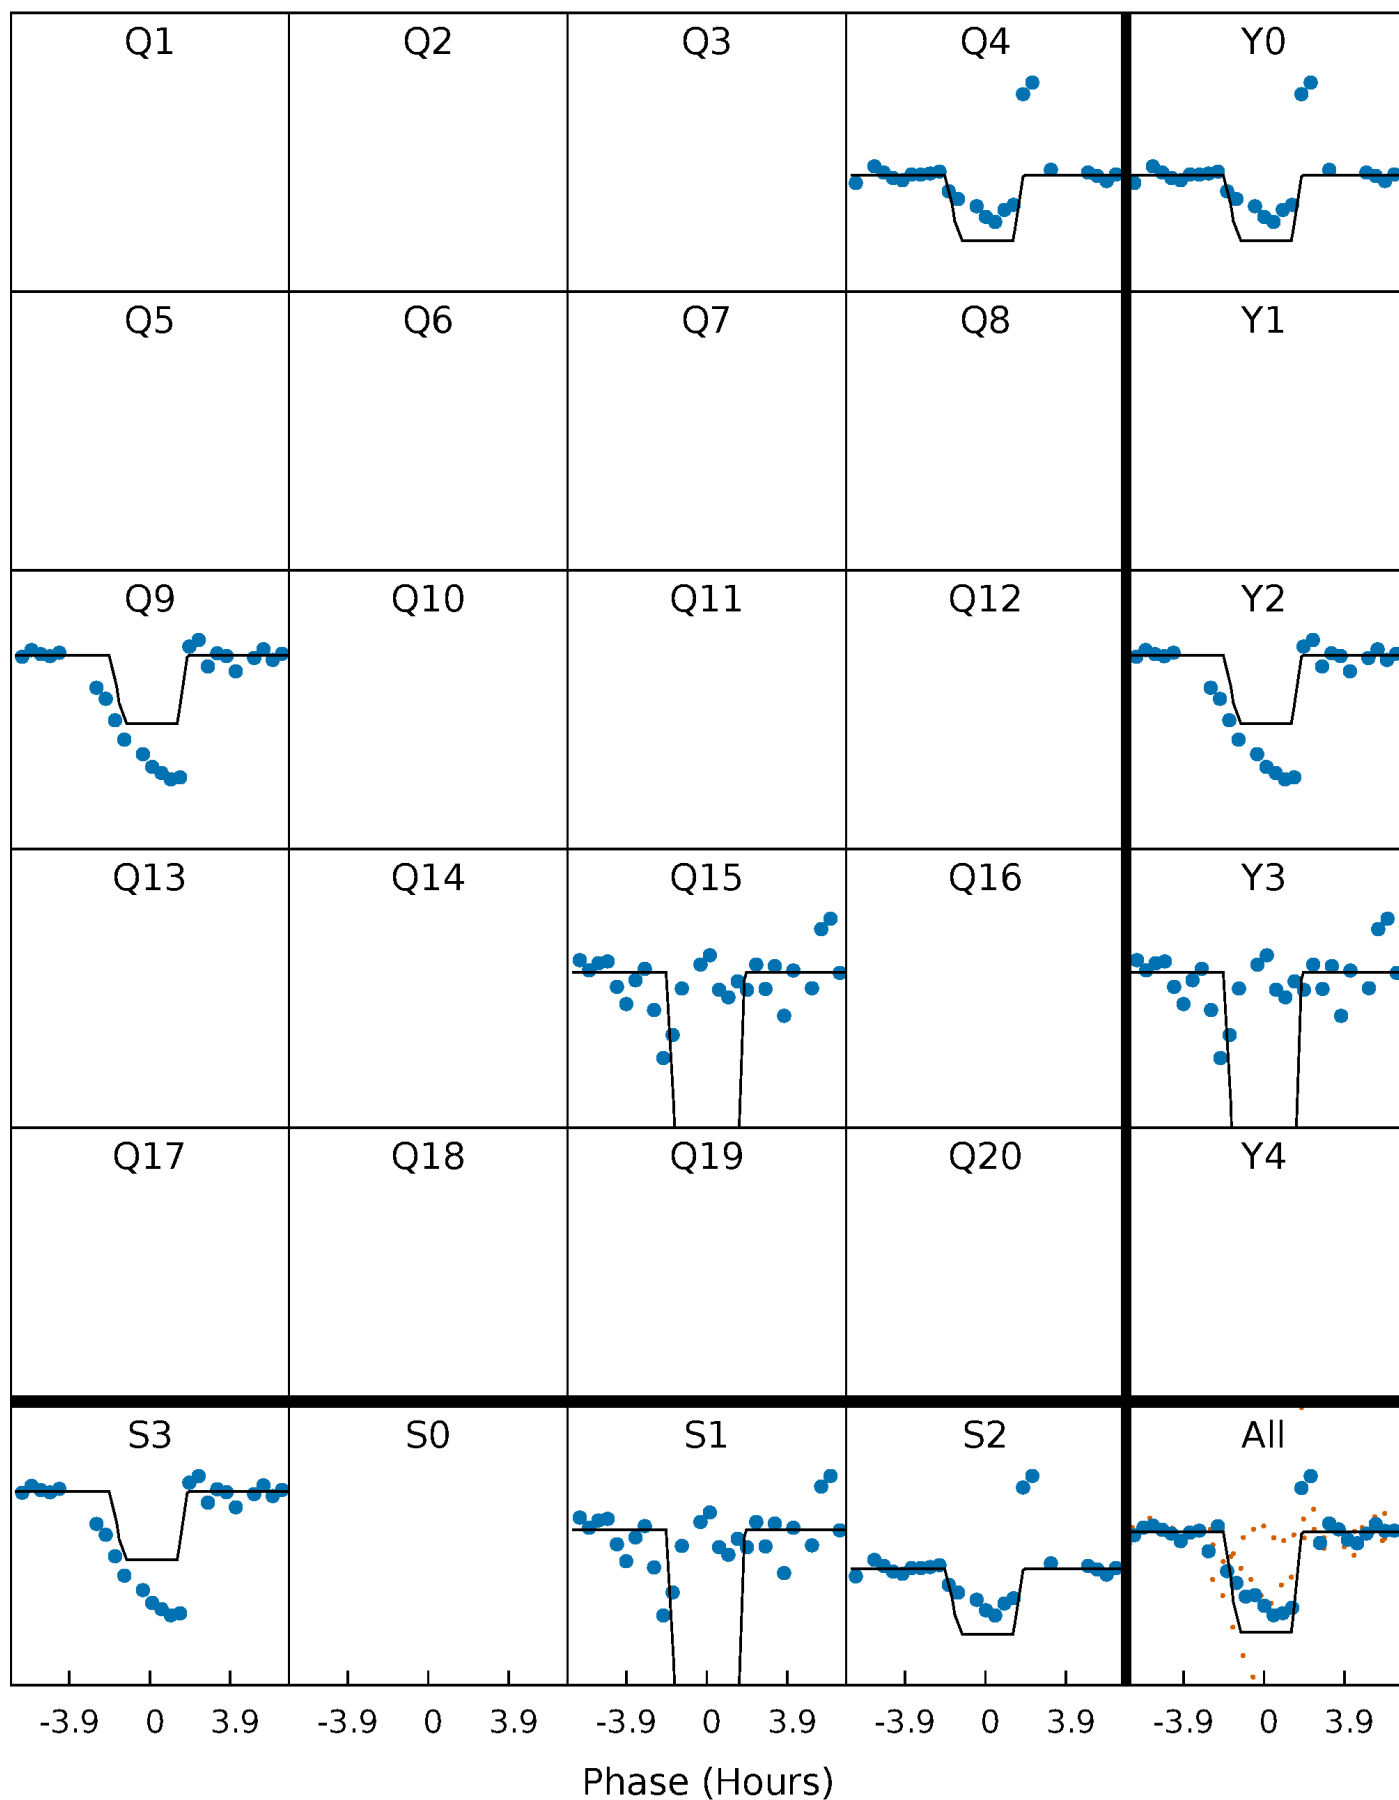 Q1 Q2 Q3 Q4 Y0
Q5 Q6 Q7 Q8 Y1
Q9 Q10 Q11 Q12 Y2
Q13 Q14 Q15 Q16 Y3
Q17 Q18 Q19 Q20 Y4
S3 S0 S1 S2 All
-3.9 0 3.9 -3.9 0 3.9 -3.9 0 3.9 -3.9 0 3.9 -3.9 0 3.9
Phase (Hours)